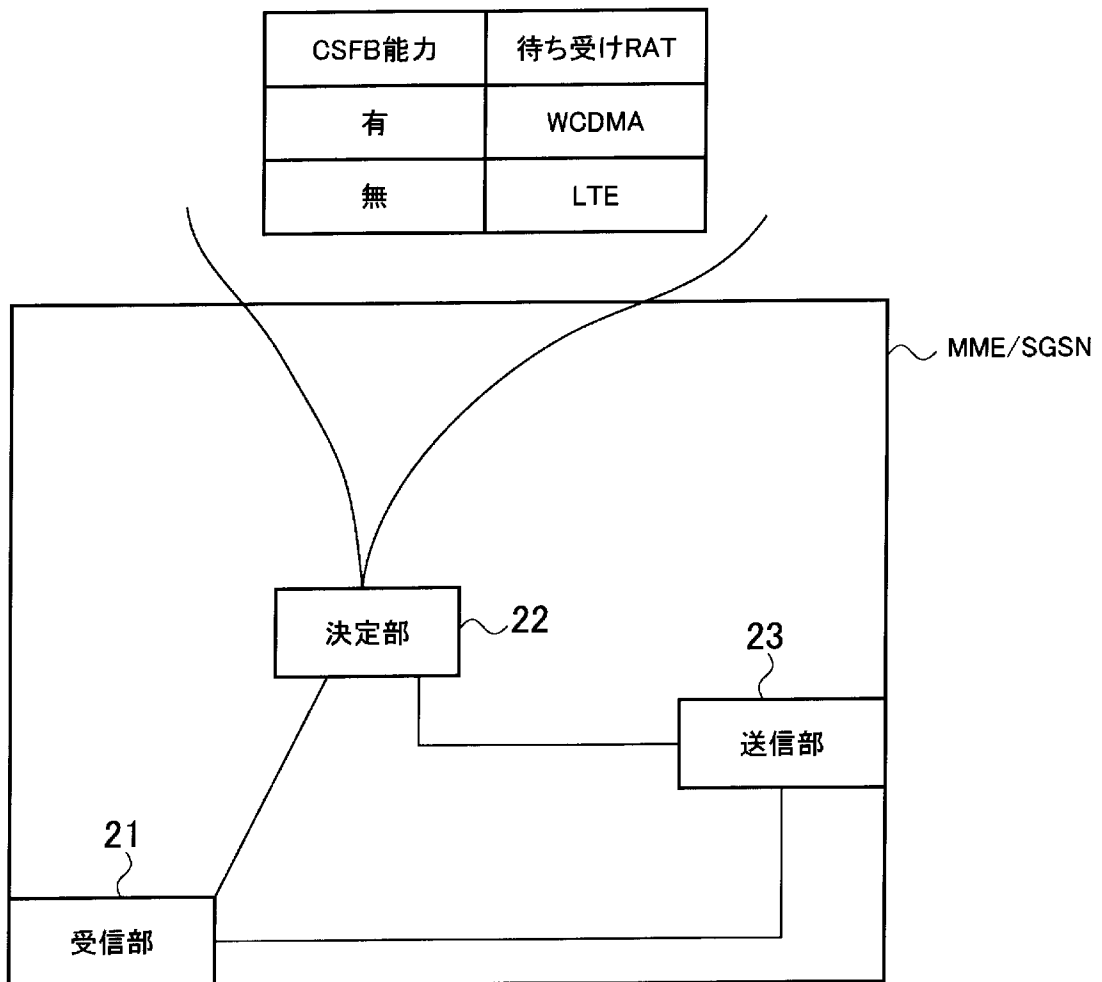 CSFB能力 待ち受けRAT
有 WCDMA
無 LTE
MME/SGSN
決定部 22
23
送信部
21
受信部